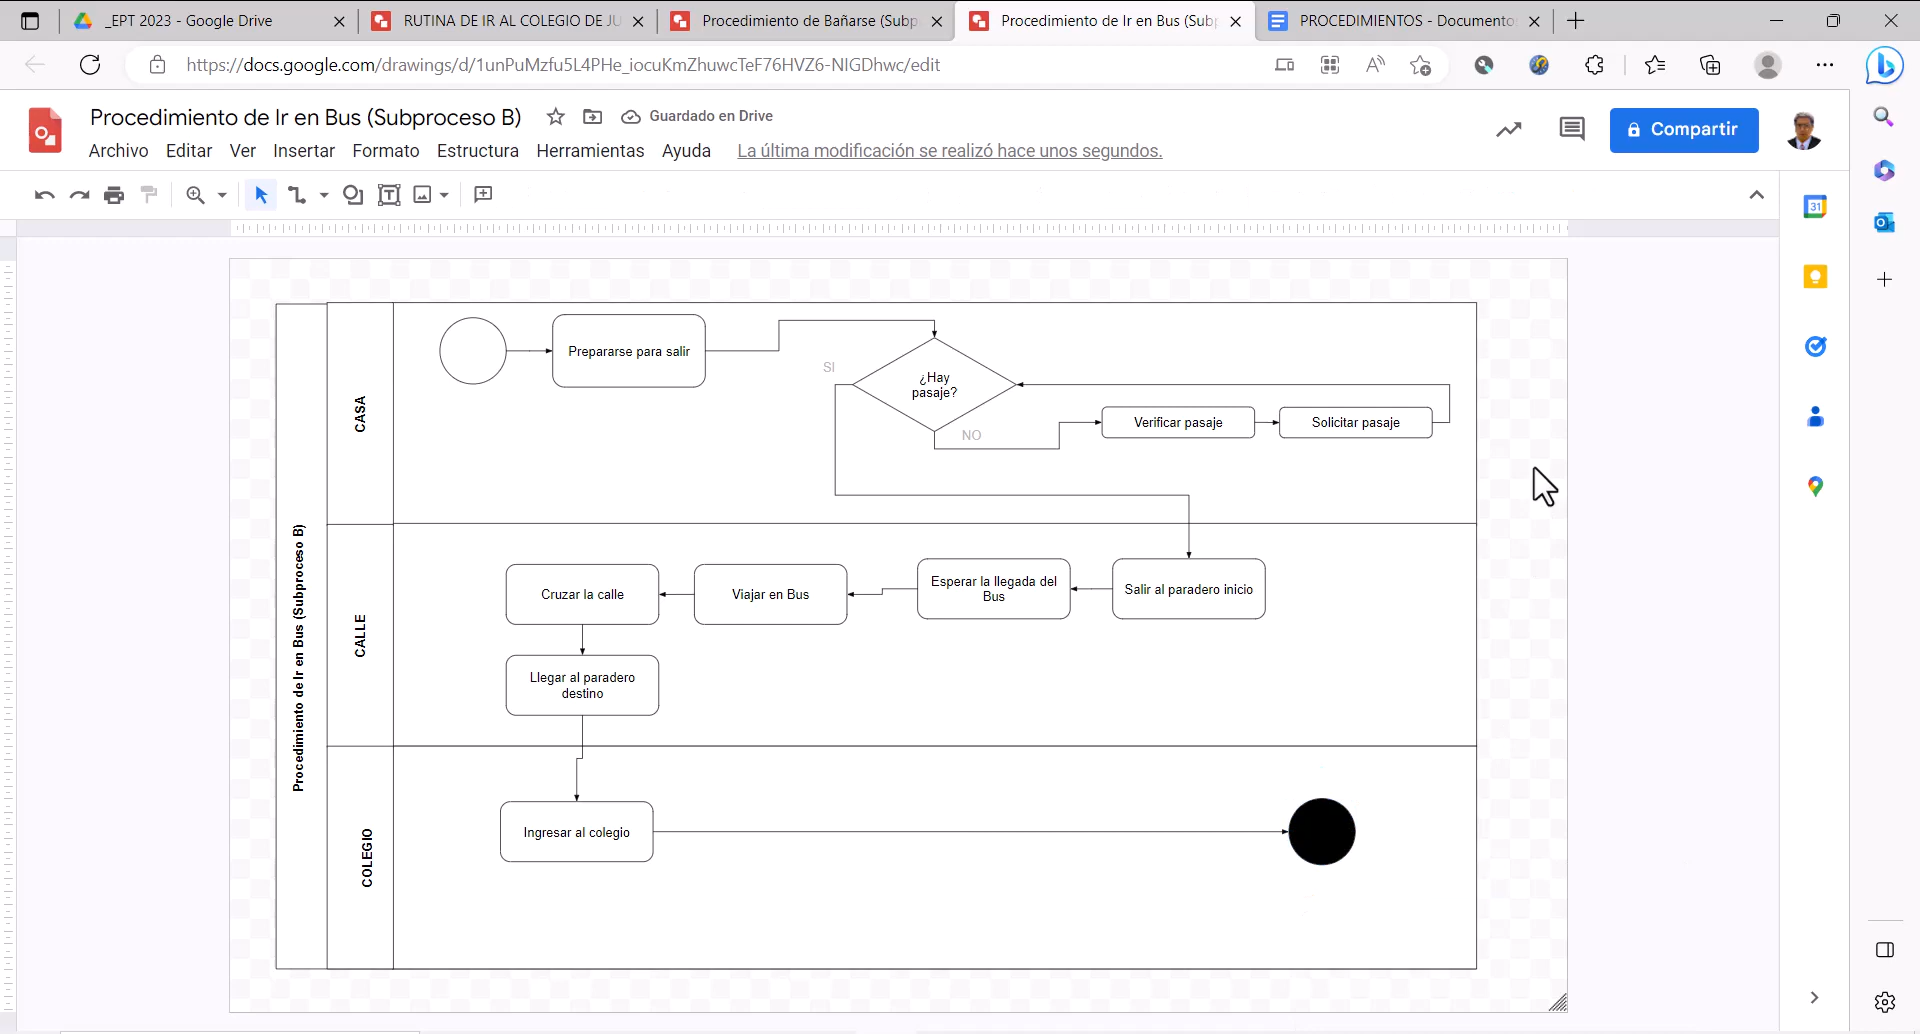 _EPT 2023 - Google Drive
RUTINA DE IR AL COLEGIO DE JU
Procedimiento de Bañarse (Subp
Procedimiento de Ir en Bus (Sub
PROCEDIMIENTOS - Documento
https://docs.google.com/drawings/d/1unPuMzfu5L4PHe_iocuKmZhuwcTeF76HVZ6-NIGDhwc/edit
Procedimiento de Ir en Bus (Subproceso B)
Guardado en Drive
Compartir
Archivo
Editar
Ver
Insertar
Formato
Estructura
Herramientas
Ayuda
La última modificación se realizó hace unos segundos.
31
Procedimiento de Ir en Bus (Subproceso B)
CASA
Prepararse para salir
SI
¿Hay
pasaje?
NO
Verificar pasaje
Solicitar pasaje
CALLE
Cruzar la calle
Viajar en Bus
Esperar la llegada del
Bus
Salir al paradero inicio
Llegar al paradero
destino
COLEGIO
Ingresar al colegio